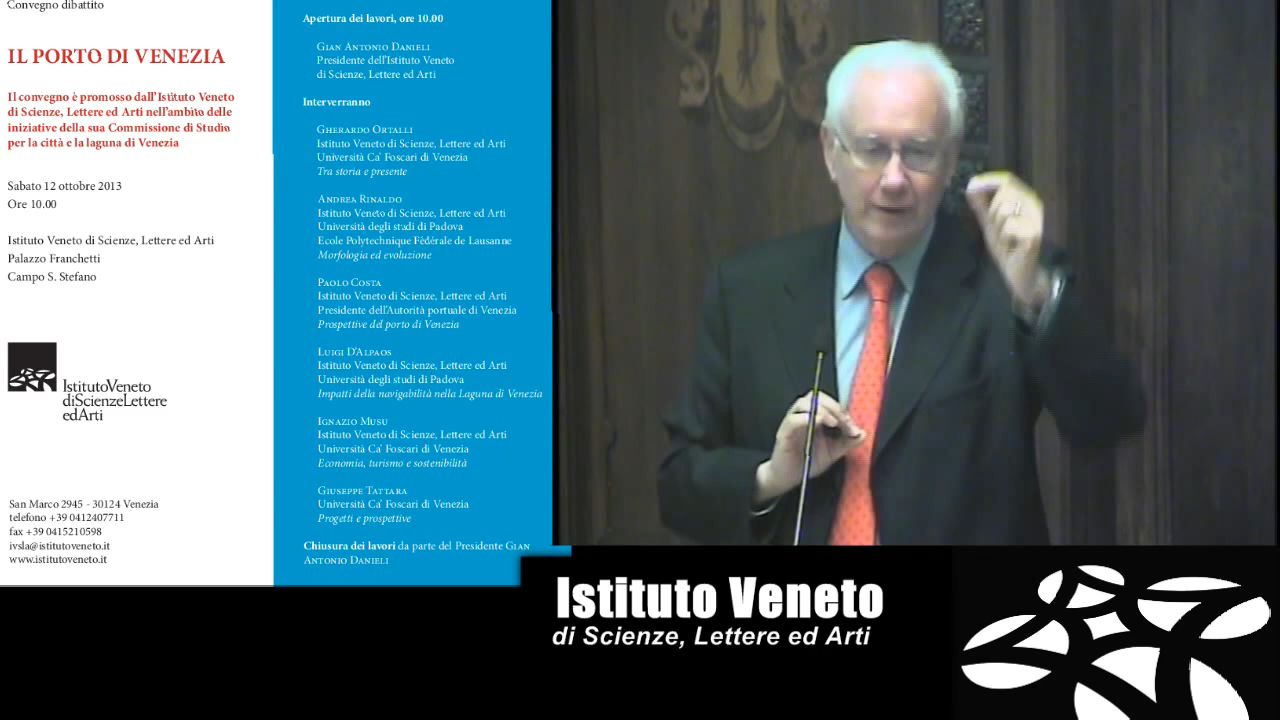 Convegno dibattito
IL PORTO DI VENEZIA
Il convegno è promosso dall'Istituto Veneto
di Scienze, Lettere ed Arti nell'ambito delle
iniziative della sua Commissione di Studio
per la città e la laguna di Venezia
Sabato 12 ottobre 2013
Ore 10.00
Istituto Veneto di Scienze, Lettere ed Arti
Palazzo Franchetti
Campo S. Stefano
IstitutoVeneto
diScienzeLettere
edArti
San Marco 2945 - 30124 Venezia
telefono +39 0412407711
fax +39 0415210598
ivsla@istitutoveneto.it
www.istitutoveneto.it
Apertura dei lavori, ore 10.00
Gian Antonio Danieli
Presidente dell'Istituto Veneto
di Scienze, Lettere ed Arti
Interverranno
Gherardo Ortalli
Istituto Veneto di Scienze, Lettere ed Arti
Università Ca' Foscari di Venezia
Tra storia e presente
Andrea Rinaldo
Istituto Veneto di Scienze, Lettere ed Arti
Università degli studi di Padova
Ecole Polytechnique Fèdèrale de Lausanne
Morfologia ed evoluzione
Paolo Costa
Istituto Veneto di Scienze, Lettere ed Arti
Presidente dell'Autorità portuale di Venezia
Prospettive del porto di Venezia
Luigi D'Alpaos
Istituto Veneto di Scienze, Lettere ed Arti
Università degli studi di Padova
Impatti della navigabilità nella Laguna di Venezia
Ignazio Musu
Istituto Veneto di Scienze, Lettere ed Arti
Università Ca' Foscari di Venezia
Economia, turismo e sostenibilità
Giuseppe Tattara
Università Ca' Foscari di Venezia
Progetti e prospettive
Chiusura dei lavori da parte del Presidente Gian
Antonio Danieli
Istituto Veneto
di Scienze, Lettere ed Arti